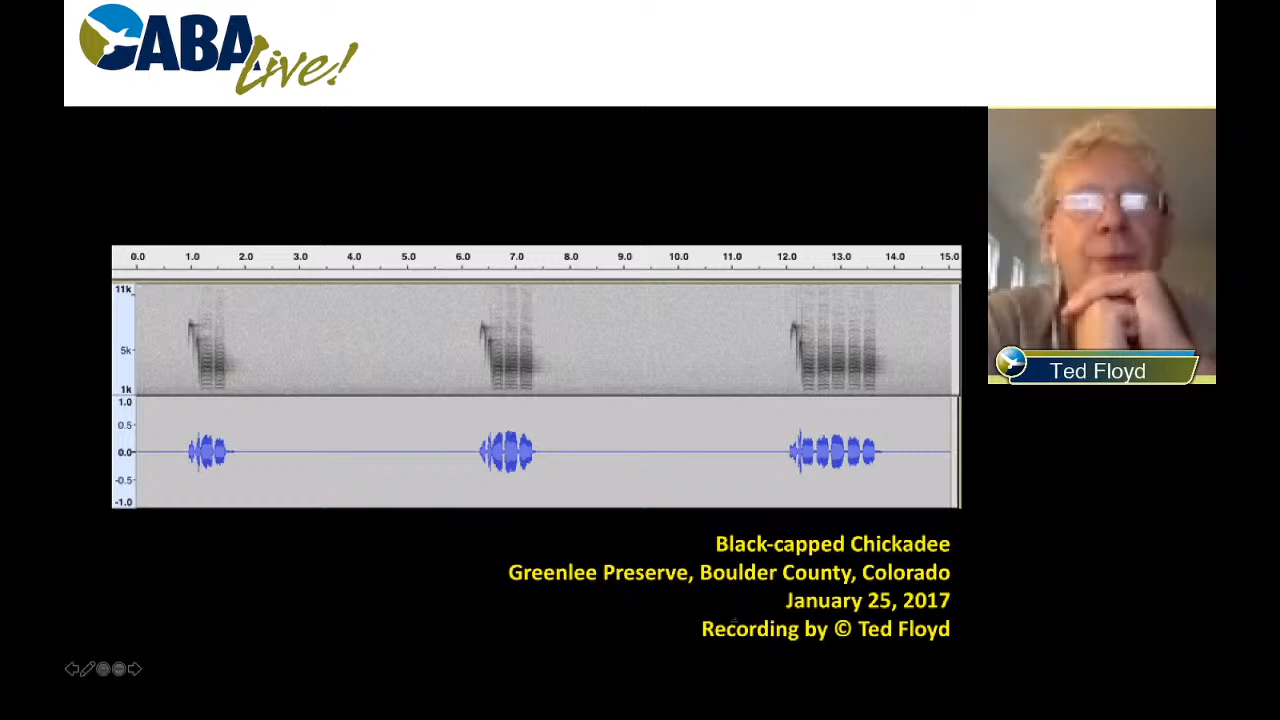 ABA
Live!
0.0 1.0 2.0 3.0 4.0 5.0 6.0 7.0 8.0 9.0 10.0 11.0 12.0 13.0 14.0 15.0
11k
5k
1k
1.0
0.5
0.0
-0.5
-1.0
Ted Floyd
Black-capped Chickadee
Greenlee Preserve, Boulder County, Colorado
January 25, 2017
Recording by © Ted Floyd